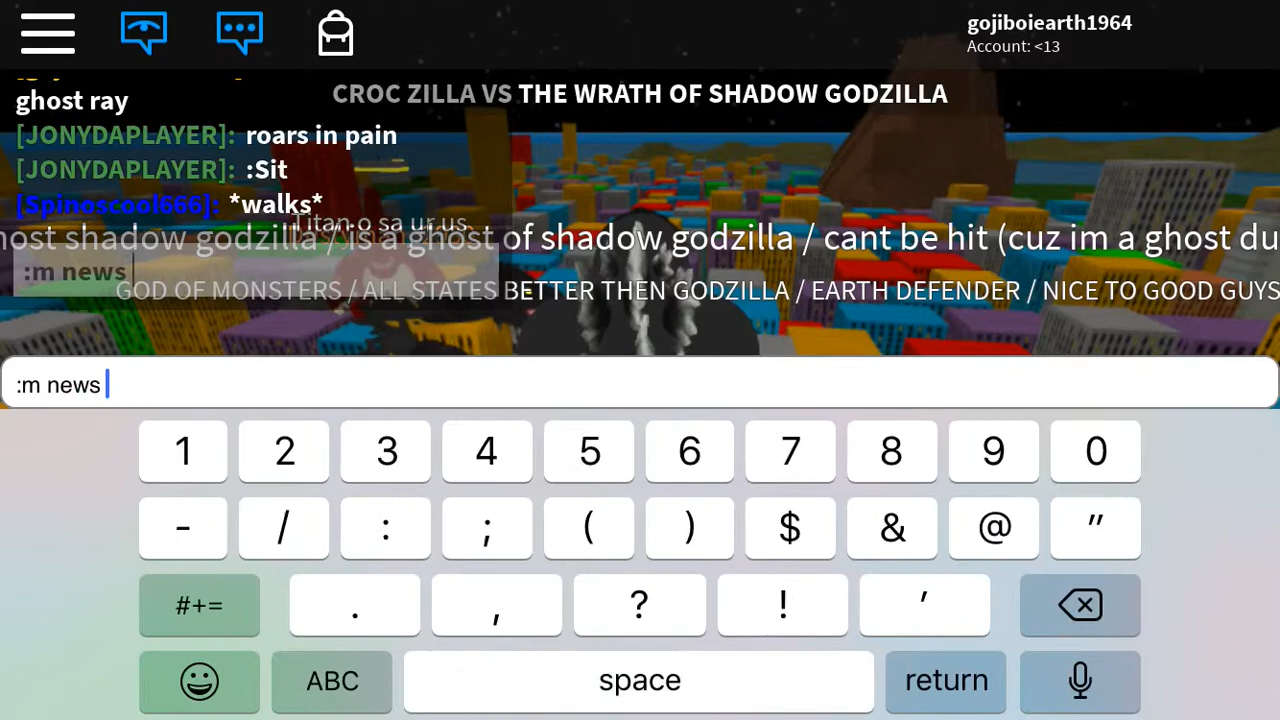 gojiboiearth1964
Account: <13
CROC ZILLA VS THE WRATH OF SHADOW GODZILLA
ghost ray
[JONYDAPLAYER]: roars in pain
[JONYDAPLAYER]: :Sit
[Spinoscool666]: *walks*
Titan o sa ur us
host shadow godzilla / is a ghost of shadow godzilla / cant be hit (cuz im a ghost du
:m news
GOD OF MONSTERS / ALL STATES BETTER THEN GODZILLA / EARTH DEFENDER / NICE TO GOOD GUYS
:m news
1 2 3 4 5 6 7 8 9 0
- / : ; ( ) $ & @ "
#+= . , ? ! '
ABC space return